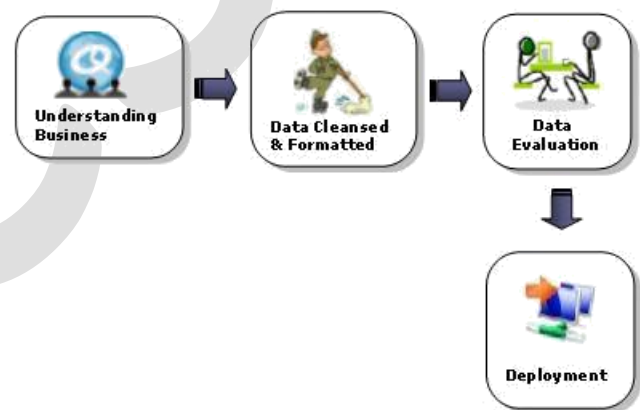 Understanding
Business
Data Cleansed
& Formatted
Data
Evaluation
Deployment